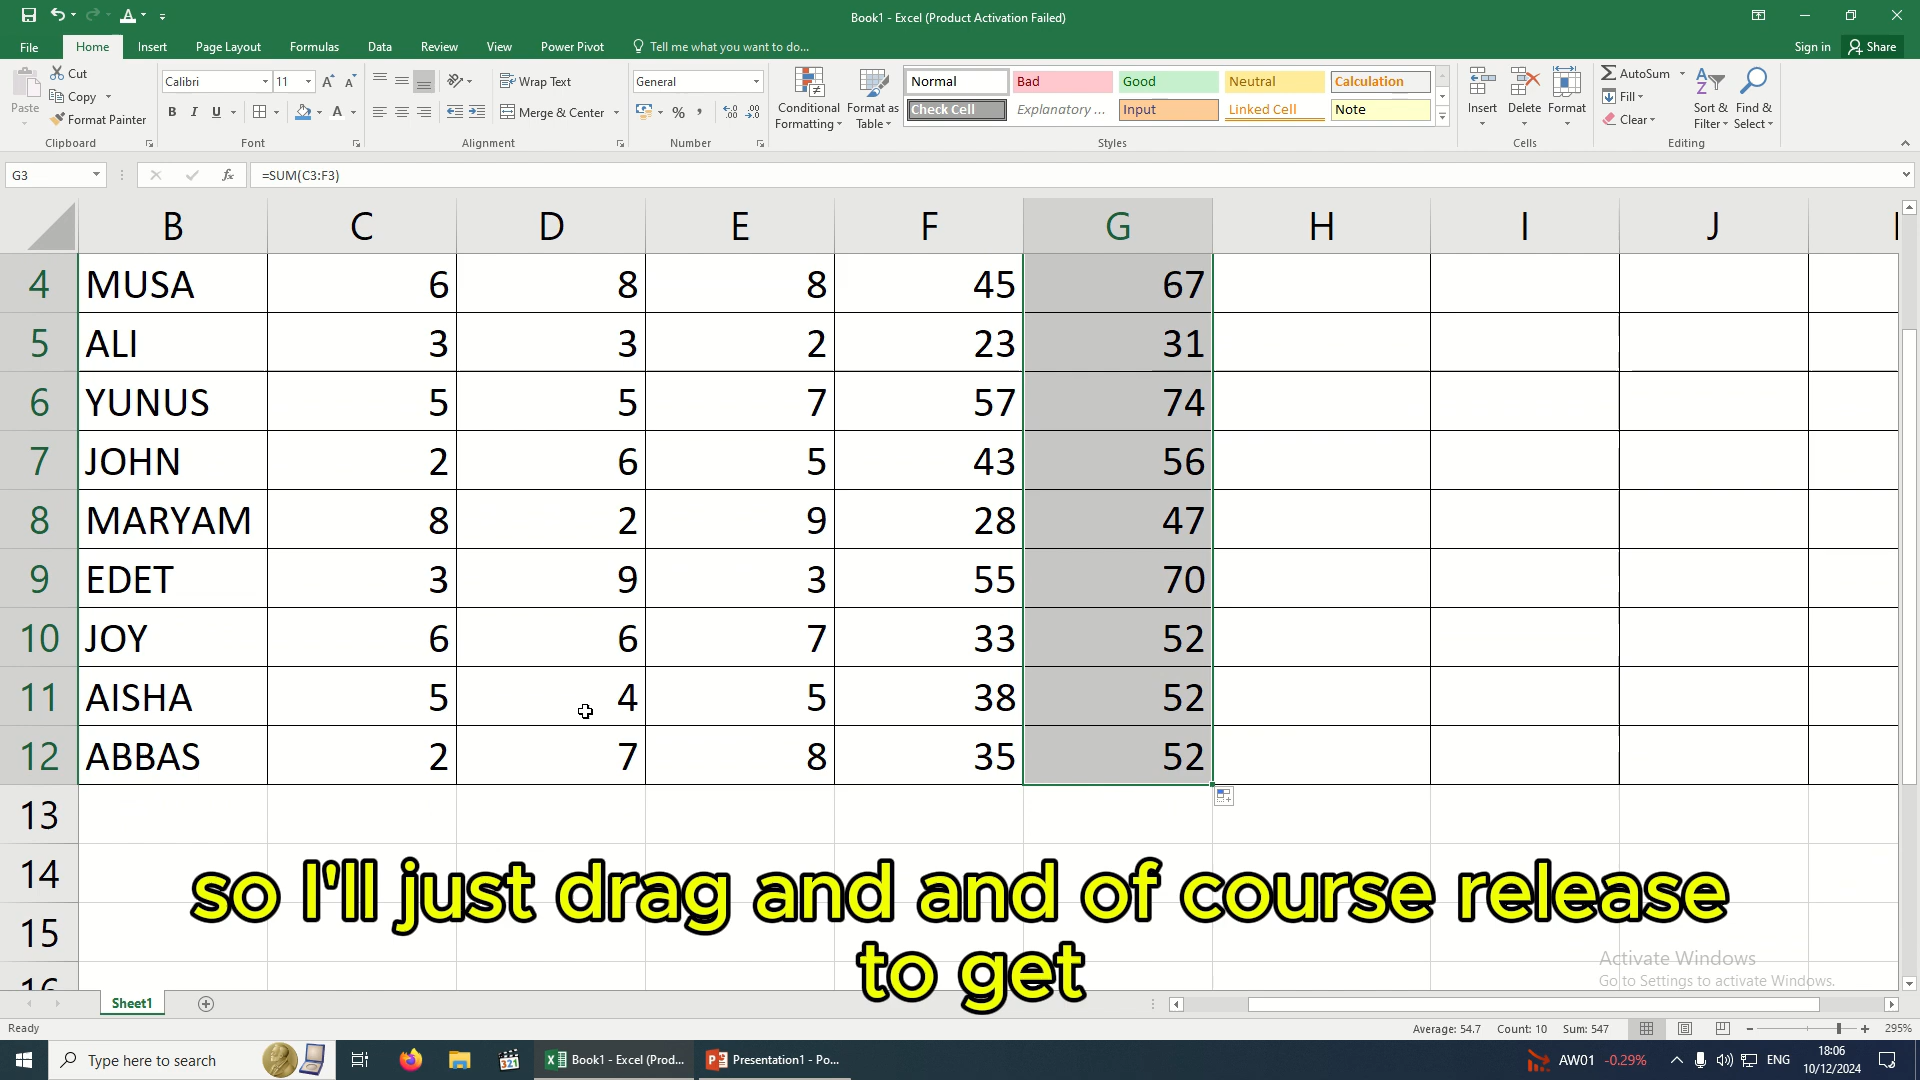 Book1 - Excel (Product Activation Failed)
File Home Insert Page Layout Formulas Data Review View Power Pivot Tell me what you want to do... Sign in Share
Paste Cut Copy Format Painter Clipboard
Calibri 11 B I U Font
Wrap Text Merge & Center Alignment
General % , Number
Conditional Formatting Format as Table
Normal Bad Good Neutral Calculation
Check Cell Explanatory ... Input Linked Cell Note
Styles
Insert Delete Format Cells
AutoSum Fill Clear Sort & Filter Find & Select Editing
G3 fx =SUM(C3:F3)
B C D E F G H I J
4 MUSA 6 8 8 45 67
5 ALI 3 3 2 23 31
6 YUNUS 5 5 7 57 74
7 JOHN 2 6 5 43 56
8 MARYAM 8 2 9 28 47
9 EDET 3 9 3 55 70
10 JOY 6 6 7 33 52
11 AISHA 5 4 5 38 52
12 ABBAS 2 7 8 35 52
13
14
so I'll just drag and and of course release
15
to get
Activate Windows
Go to Settings to activate Windows.
16
Sheet1
Ready Average: 54.7 Count: 10 Sum: 547 295%
Type here to search Book1 - Excel (Prod... Presentation1 - Po... AW01 -0.29% ENG 18:06
10/12/2024